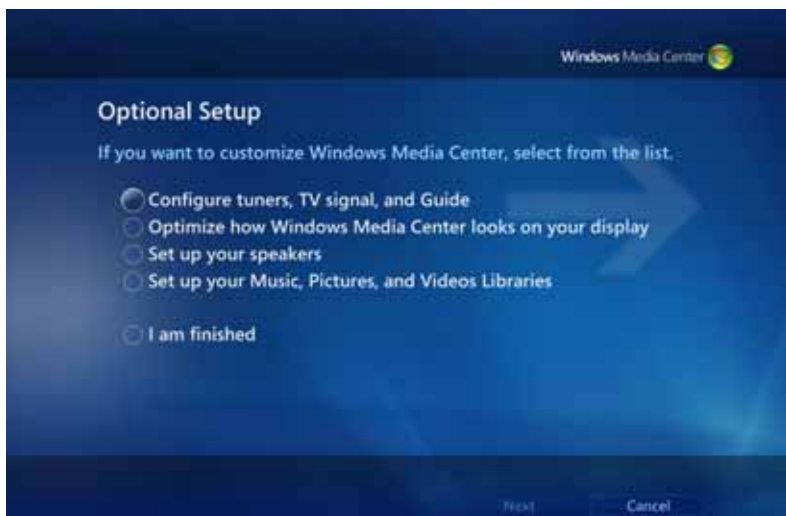 Windows Media Center
Optional Setup
If you want to customize Windows Media Center, select from the list.
Configure tuners, TV signal, and Guide
Optimize how Windows Media Center looks on your display
Set up your speakers
Set up your Music, Pictures, and Videos Libraries
I am finished
Next Cancel